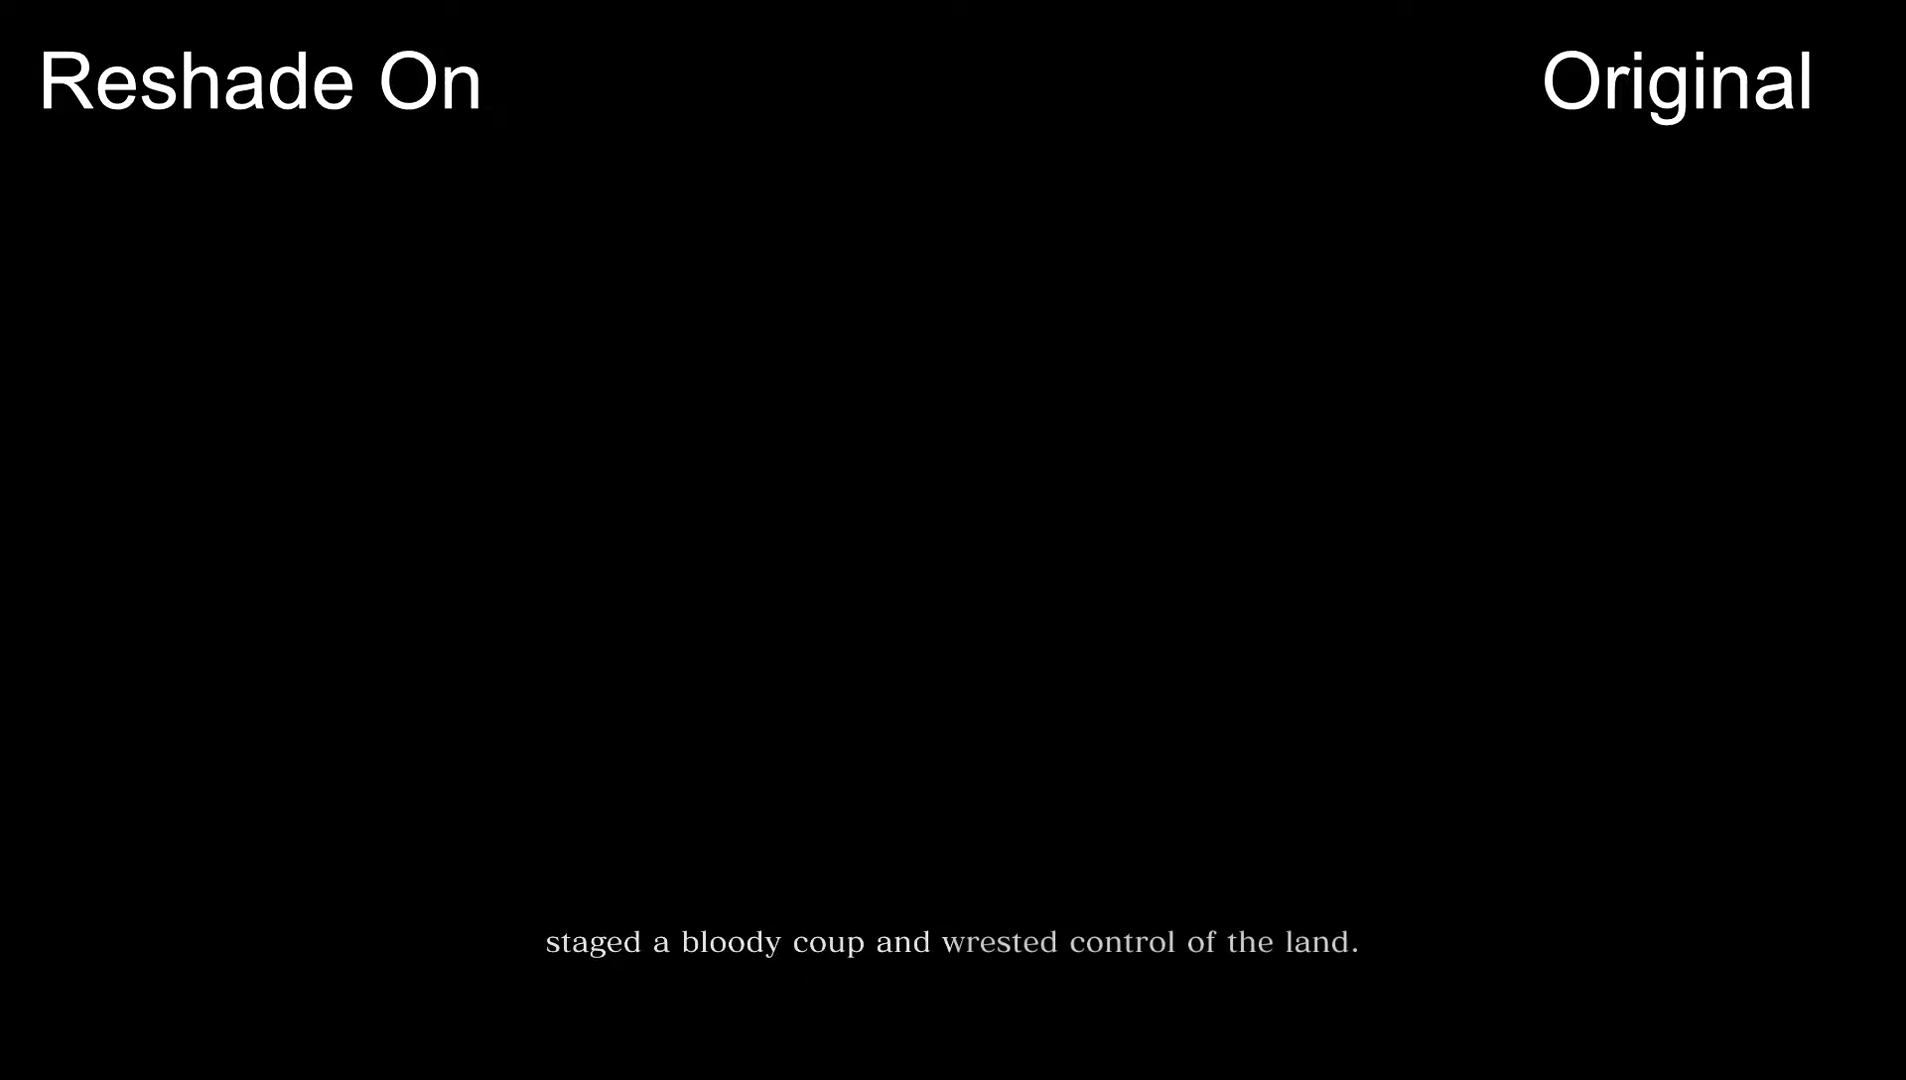 Reshade On
Original
staged a bloody coup and wrested control of the land.